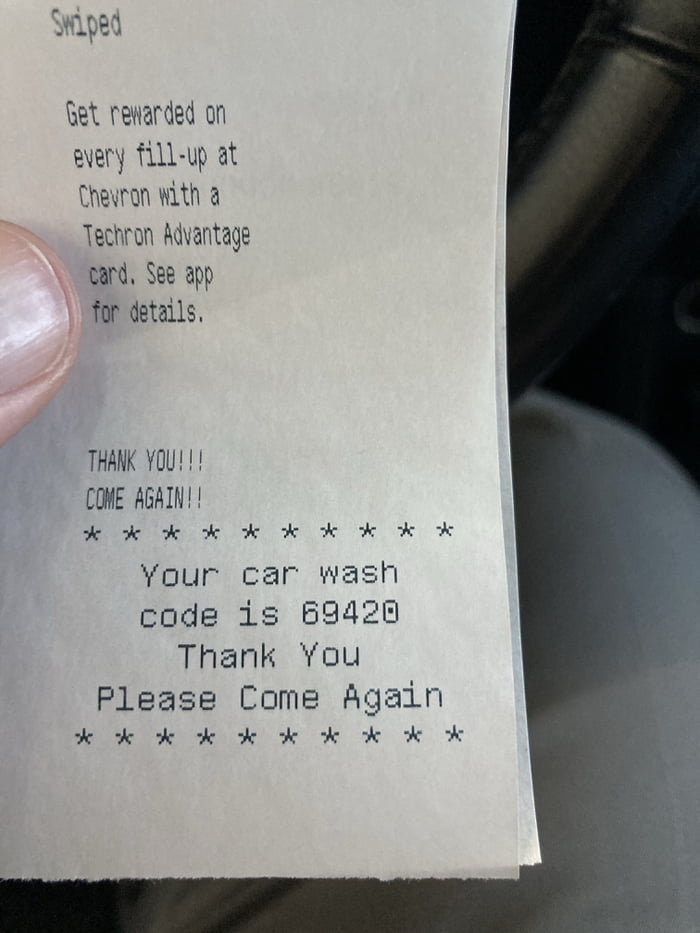 Swiped
Get rewarded on
every fill-up at
Chevron with a
Techron Advantage
card. See app
for details.
THANK YOU!!!
COME AGAIN!!
* * * * * * * * * *
Your car wash
code is 69420
Thank You
Please Come Again
* * * * * * * * * *